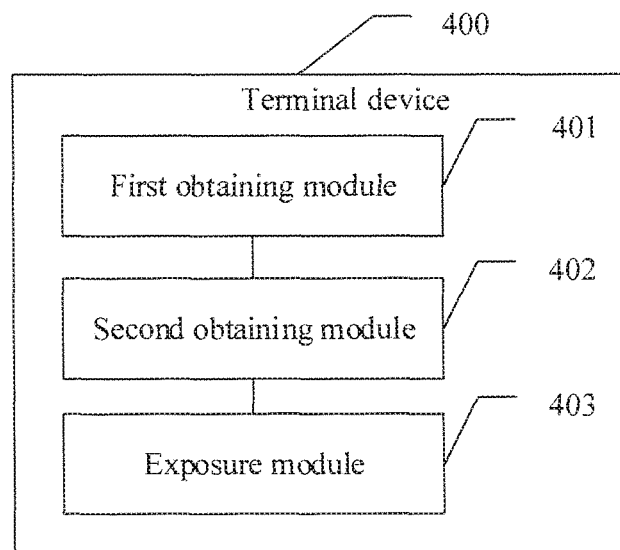 400
Terminal device
401
First obtaining module
402
Second obtaining module
403
Exposure module